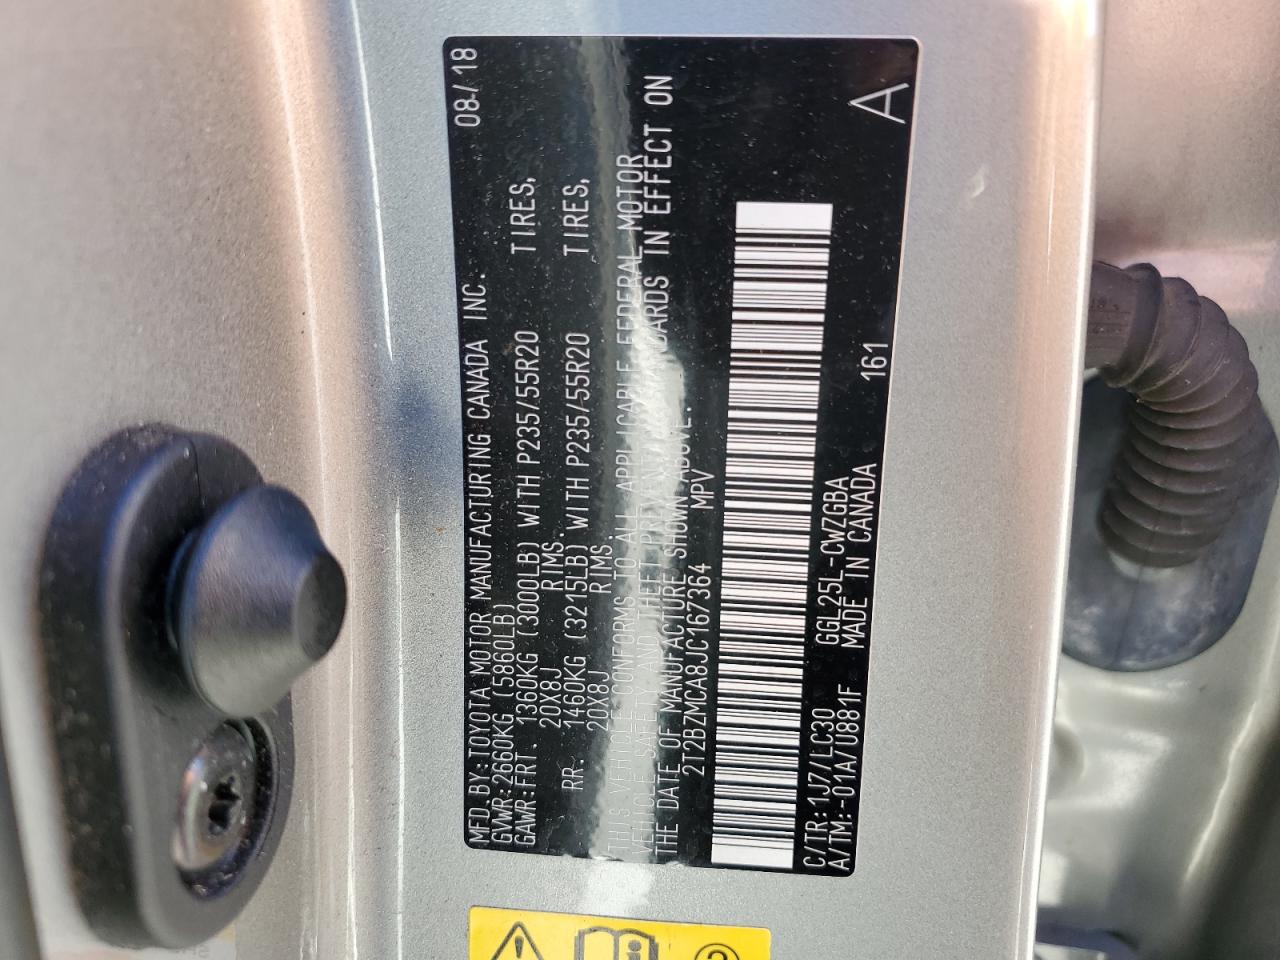 MFD.BY:TOYOTA MOTOR MANUFACTURING CANADA INC. 08/18
GVWR:2660KG (5860LB)
GAWR:FRT. 1360KG (3000LB) WITH P235/55R20 TIRES,
20X8J RIMS.
RR. 1460KG (3215LB) WITH P235/55R20 TIRES,
20X8J RIMS.
THIS VEHICLE CONFORMS TO ALL APPLICABLE FEDERAL MOTOR
VEHICLE SAFETY AND THEFT PREVENTION STANDARDS IN EFFECT ON
THE DATE OF MANUFACTURE SHOWN ABOVE.
2T2BZMCA8JC167364 MPV
C/TR:1J7/LC30 GGL25L-CWZGBA 161
A/TM:-01A/U881F MADE IN CANADA
A